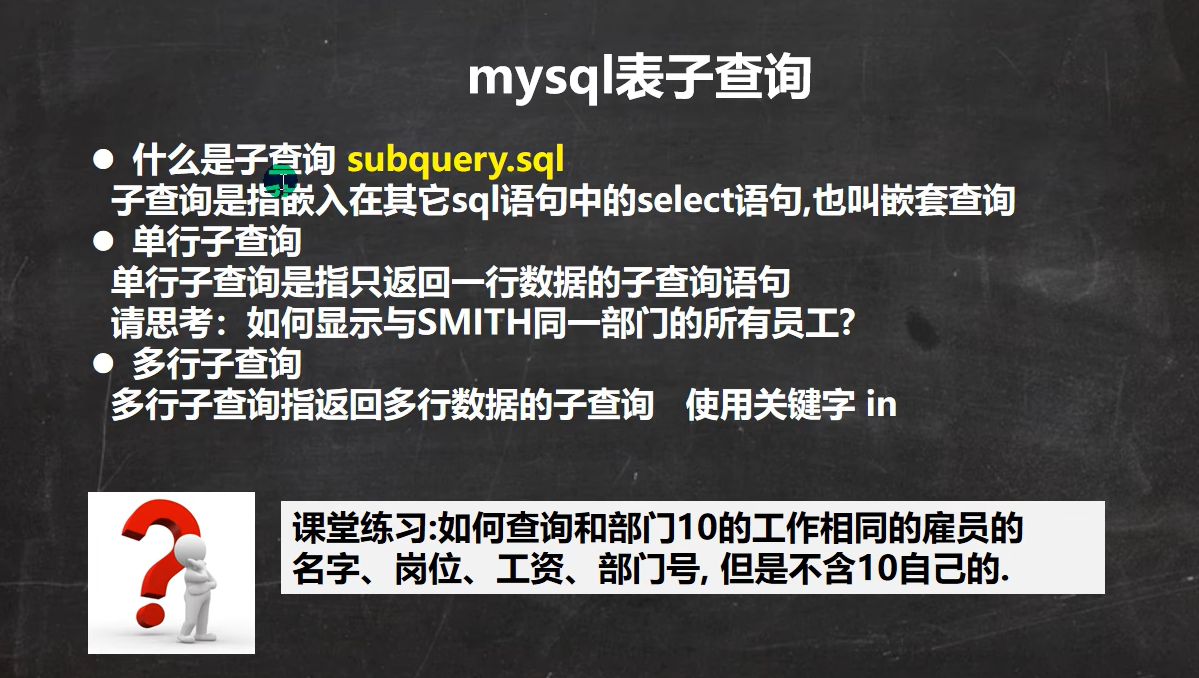 mysql表子查询
● 什么是子查询 subquery.sql
子查询是指嵌入在其它sql语句中的select语句,也叫嵌套查询
● 单行子查询
单行子查询是指只返回一行数据的子查询语句
请思考：如何显示与SMITH同一部门的所有员工?
● 多行子查询
多行子查询指返回多行数据的子查询 使用关键字 in
课堂练习:如何查询和部门10的工作相同的雇员的
名字、岗位、工资、部门号, 但是不含10自己的.